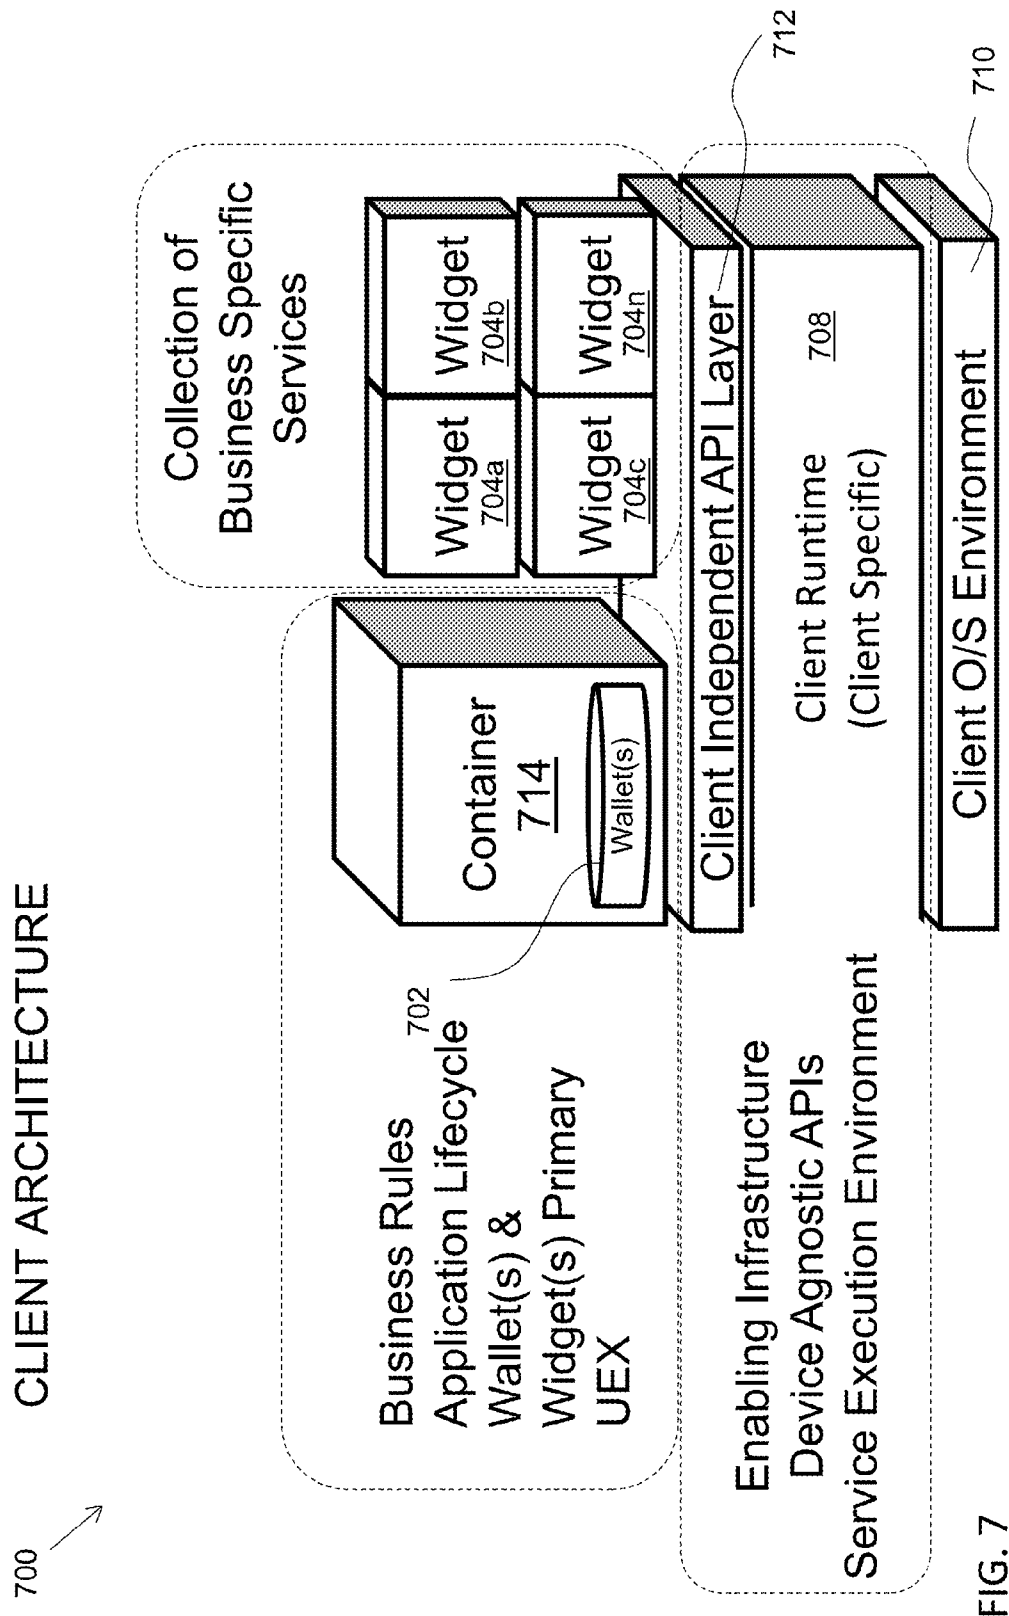 700
CLIENT ARCHITECTURE
Collection of
Business Specific
Services
Business Rules
Application Lifecycle
Wallet(s) &
Widget(s) Primary
UEX
702
Container
714
Wallet(s)
Widget
704a
Widget
704b
Widget
704c
Widget
704n
Client Independent API Layer
712
Enabling Infrastructure
Device Agnostic APIs
Service Execution Environment
Client Runtime
(Client Specific)
708
Client O/S Environment
710
FIG. 7